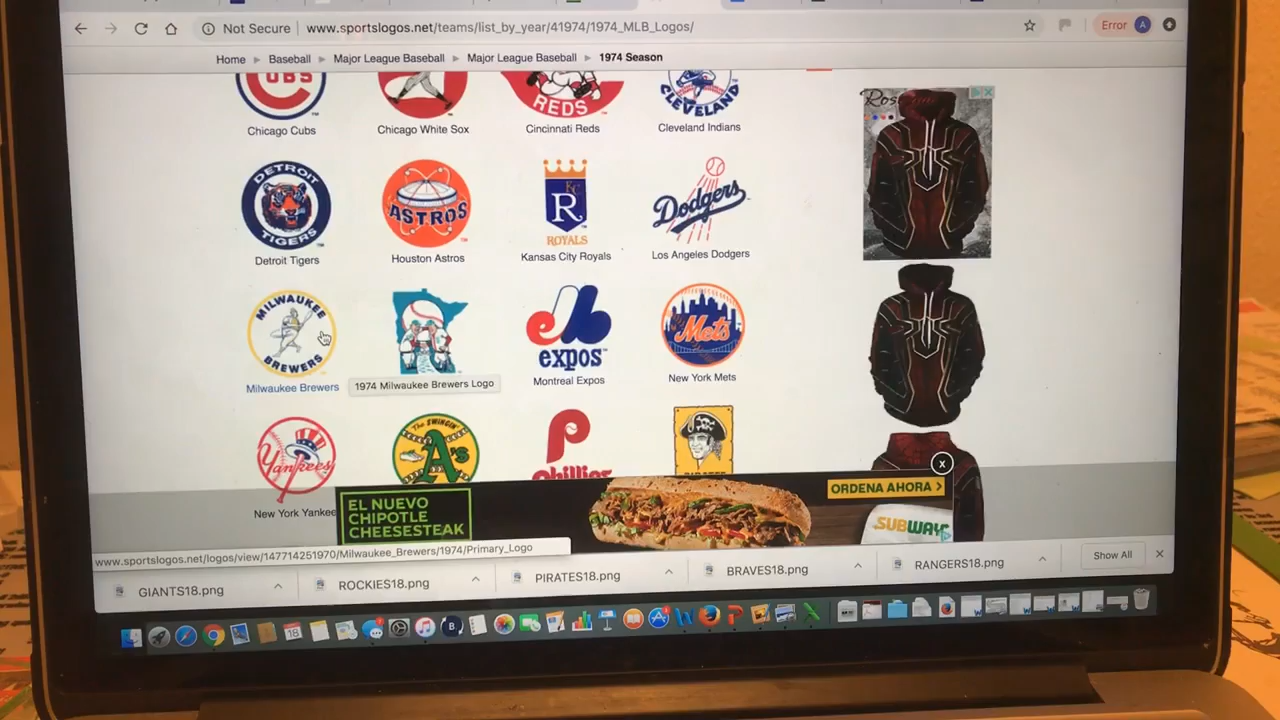 Not Secure | www.sportslogos.net/teams/list_by_year/41974/1974_MLB_Logos/
Error A
Home ▸ Baseball ▸ Major League Baseball ▸ Major League Baseball ▸ 1974 Season
CUBS
REDS
CLEVELAND
Chicago Cubs
Chicago White Sox
Cincinnati Reds
Cleveland Indians
DETROIT
TIGERS
ASTROS
KC
R
ROYALS
Dodgers
Detroit Tigers
Houston Astros
Kansas City Royals
Los Angeles Dodgers
MILWAUKEE
BREWERS
expos
Mets
Milwaukee Brewers
1974 Milwaukee Brewers Logo
Montreal Expos
New York Mets
Yankees
The SWINGIN'
A's
Phillies
New York Yankee
EL NUEVO
CHIPOTLE
CHEESESTEAK
ORDENA AHORA >
SUBWAY
x
www.sportslogos.net/logos/view/147714251970/Milwaukee_Brewers/1974/Primary_Logo
GIANTS18.png
ROCKIES18.png
PIRATES18.png
BRAVES18.png
RANGERS18.png
Show All
18
B